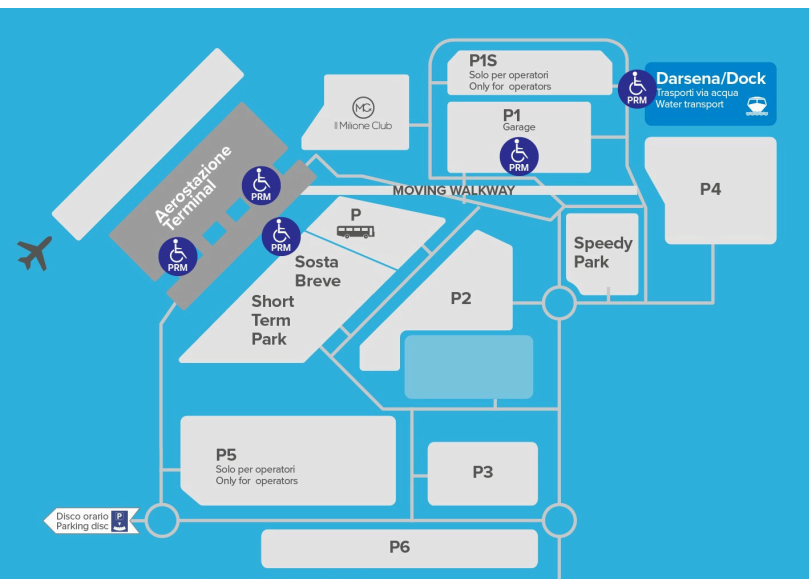 P1S
Solo per operatori
Only for operators
PRM
Darsena/Dock
Trasporti via acqua
Water transport
MC
Il Milione Club
P1
Garage
PRM
Aerostazione
Terminal
PRM
PRM
PRM
MOVING WALKWAY
P4
P
Sosta
Breve
Short
Term
Park
Speedy
Park
P2
P5
Solo per operatori
Only for operators
P3
Disco orario
Parking disc
P
P6